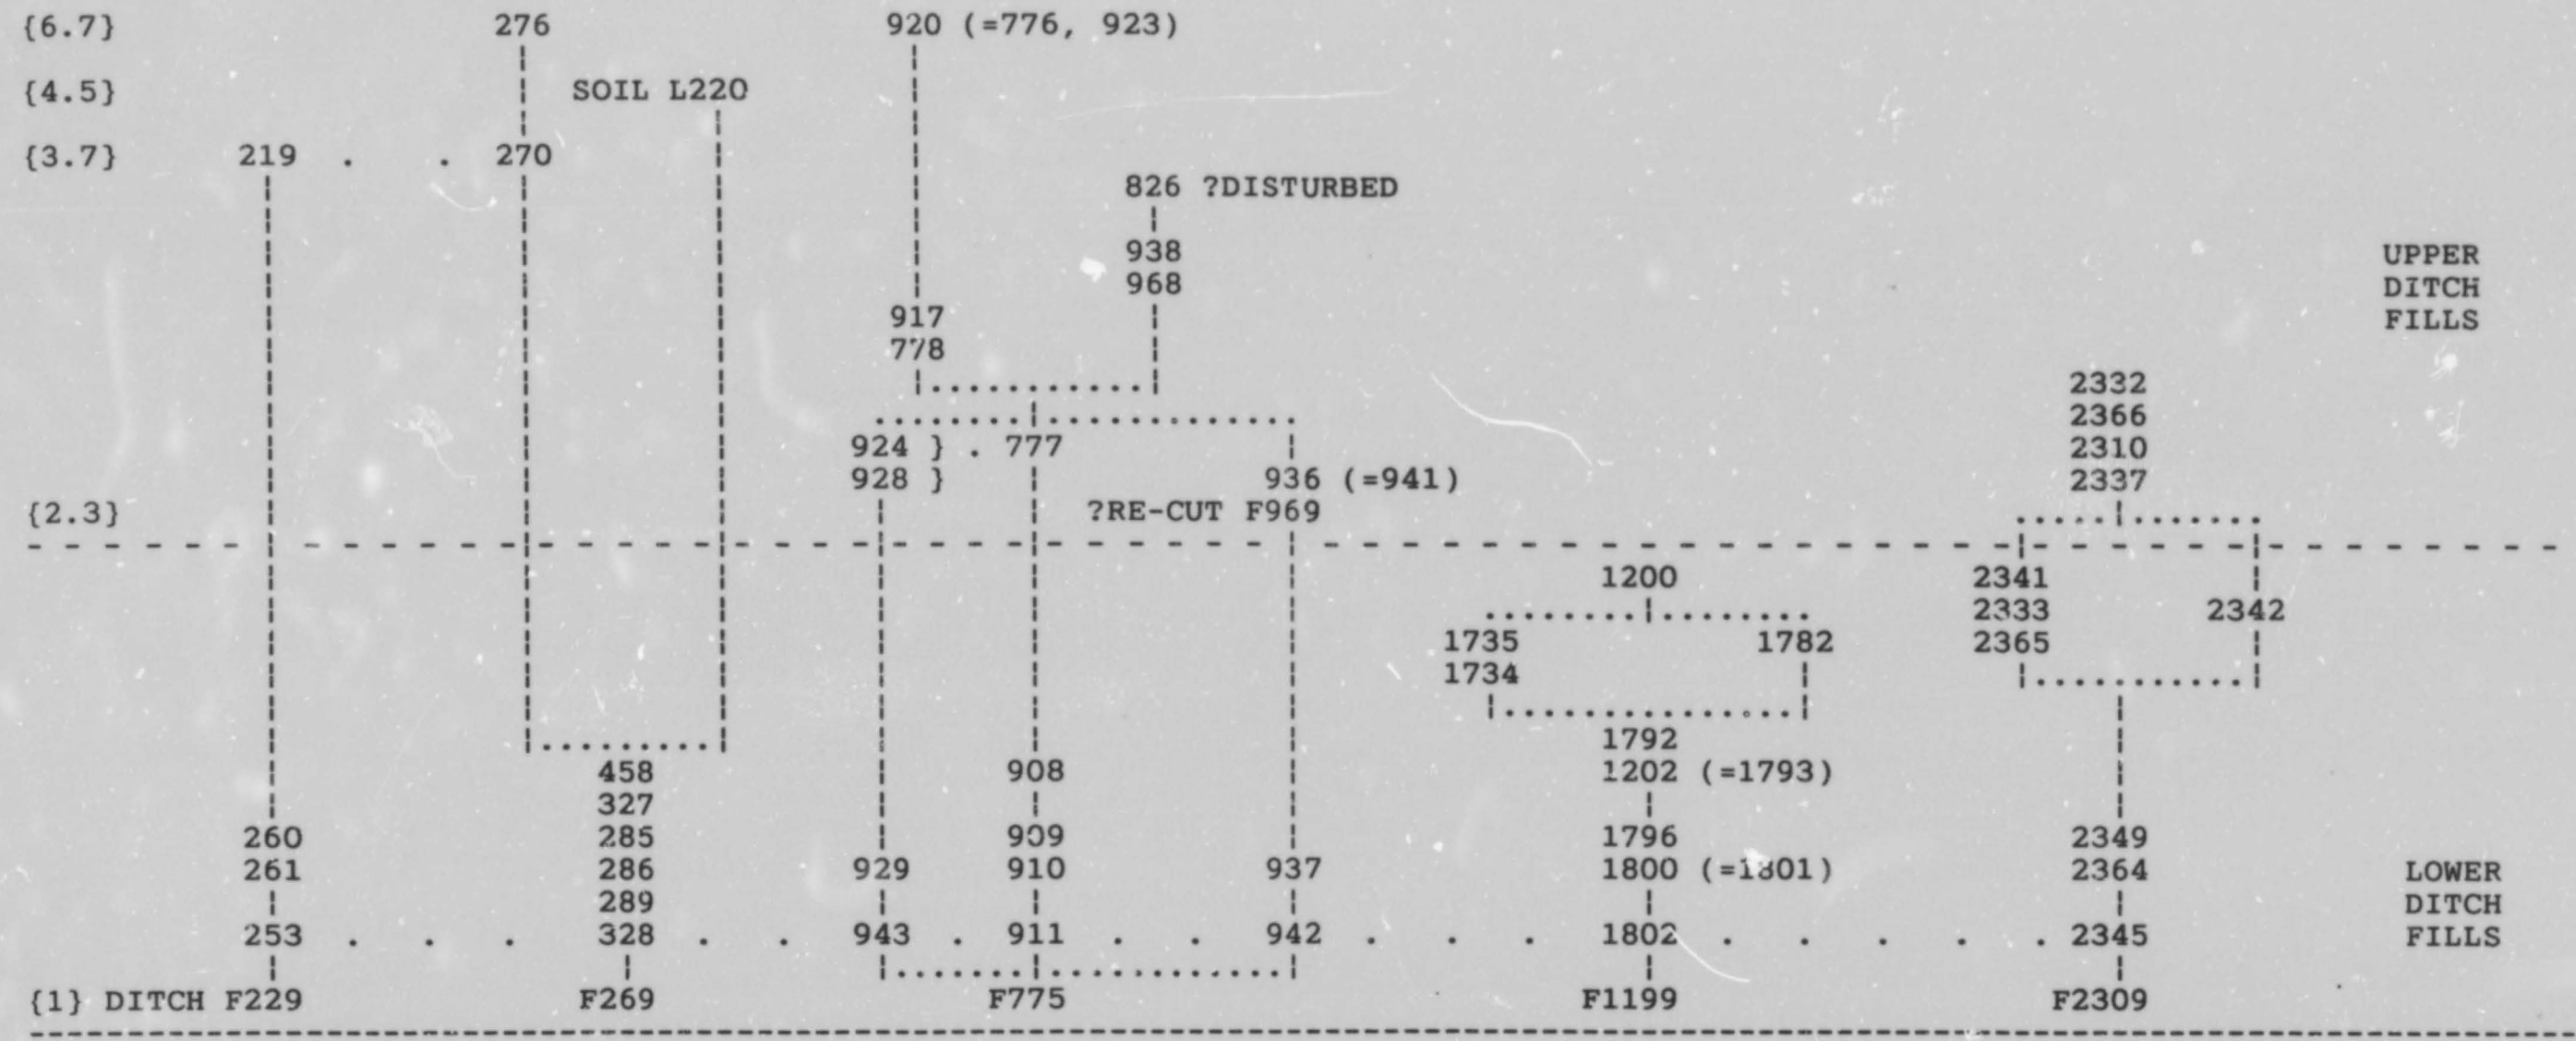 {6.7} 276 920 (=776, 923)
{4.5} SOIL L220
{3.7} 219 . . 270
826 ?DISTURBED
938 UPPER
968 DITCH
917 FILLS
778
2332
2366
924 } . 777 2310
928 } 936 (=941) 2337
{2.3} ?RE-CUT F969
1200 2341
2333 2342
1735 1782 2365
1734
1792
458 908 1202 (=1793)
327
260 285 909 1796 2349
261 286 929 910 937 1800 (=1801) 2364 LOWER
289 DITCH
253 . . . 328 . . 943 . 911 . . 942 . . . 1802 . . . . . 2345 FILLS
{1} DITCH F229 F269 F775 F1199 F2309